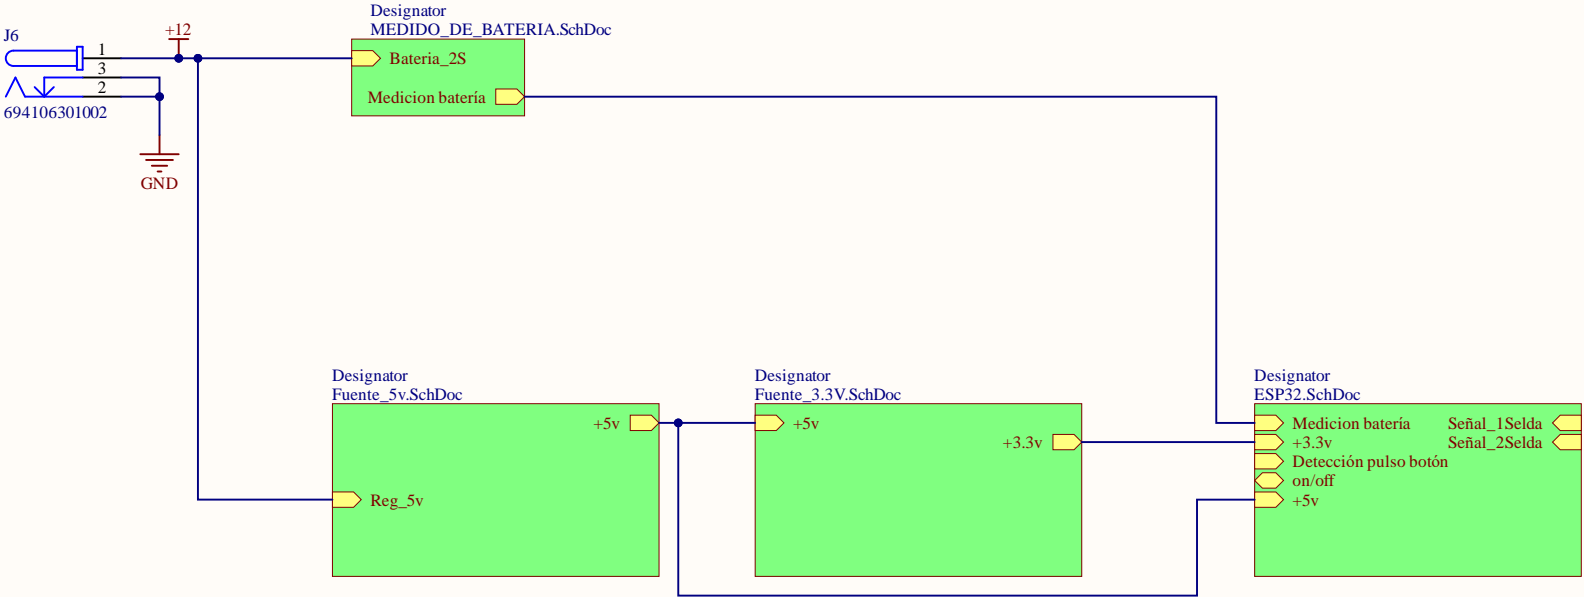 Designator
MEDIDO_DE_BATERIA.SchDoc
J6
+12
1
3
2
694106301002
GND
Bateria_2S
Medicion batería
Designator
Fuente_5v.SchDoc
+5v
Reg_5v
Designator
Fuente_3.3V.SchDoc
+5v
+3.3v
Designator
ESP32.SchDoc
Medicion batería
Señal_1Selda
+3.3v
Señal_2Selda
Detección pulso botón
on/off
+5v